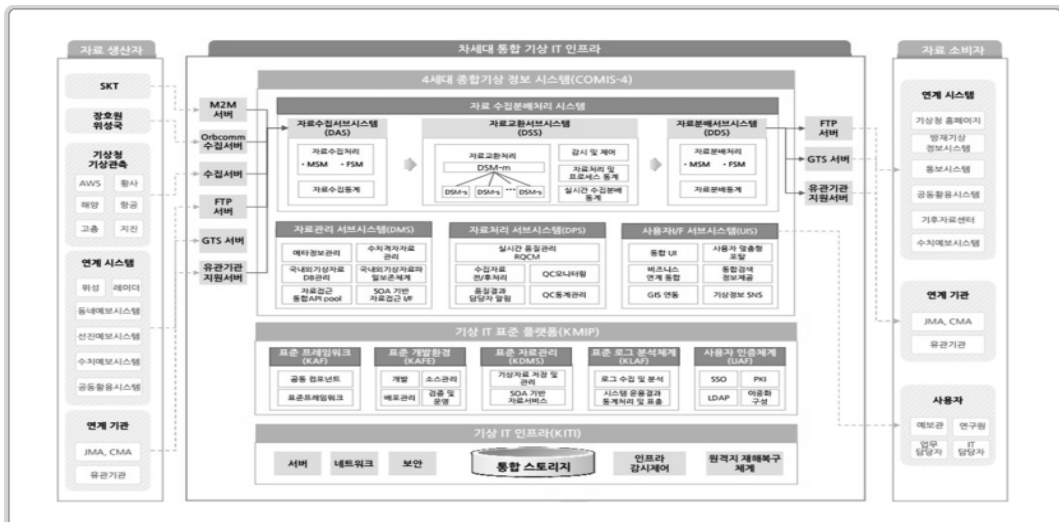 자료 생산자
SKT
장호원
위성국
기상청
기상관측
AWS
황사
해양
항공
고층
지진
연계 시스템
위성
레이더
동네예보시스템
선진예보시스템
수치예보시스템
공동활용시스템
연계 기관
JMA, CMA
유관기관
차세대 통합 기상 IT 인프라
M2M
서버
Orbcomm
수집서버
수집서버
FTP
서버
GTS 서버
유관기관
지원서버
4세대 종합기상 정보 시스템(COMIS-4)
자료 수집분배처리 시스템
자료수집서브시스템
(DAS)
자료수집처리
• MSM • FSM
자료수집통계
자료교환서브시스템
(DSS)
자료교환처리
DSM-m
DSM-s
DSM-s
···
DSM-s
감시 및 제어
자료처리 및
프로세스 통계
실시간 수집분배
통계
자료분배서브시스템
(DDS)
자료분배처리
• MSM • FSM
자료분배통계
자료관리 서브시스템(DMS)
메타정보관리
수치격자자료
관리
국내외기상자료
DB관리
국내외기상자료파
일보존체계
자료접근
통합API pool
SOA 기반
자료접근 I/F
자료처리 서브시스템(DPS)
실시간 품질관리
RQCM
수집자료
전/후처리
QC모니터링
품질결과
담당자 알림
QC통계관리
사용자I/F 서브시스템(UIS)
통합 UI
사용자 맞춤형
포탈
비즈니스
연계 통합
통합검색
정보제공
GIS 연동
기상정보 SNS
기상 IT 표준 플랫폼(KMIP)
표준 프레임워크
(KAF)
공통 컴포넌트
표준프레임워크
표준 개발환경
(KAFE)
개발
소스관리
배포관리
검증 및
운영
표준 자료관리
(KDMS)
기상자료 저장 및
관리
SOA 기반
자료서비스
표준 로그 분석체계
(KLAF)
로그 수집 및 분석
시스템 운용결과
통계처리 및 표출
사용자 인증체계
(UAF)
SSO
PKI
LDAP
이중화
구성
기상 IT 인프라(KITI)
서버
네트워크
보안
통합 스토리지
인프라
감시제어
원격지 재해복구
체계
FTP
서버
GTS 서버
유관기관
지원서버
자료 소비자
연계 시스템
기상청 홈페이지
방재기상
정보시스템
통보시스템
공동활용시스템
기후자료센터
수치예보시스템
연계 기관
JMA, CMA
유관기관
사용자
예보관
연구원
업무
담당자
IT
담당자